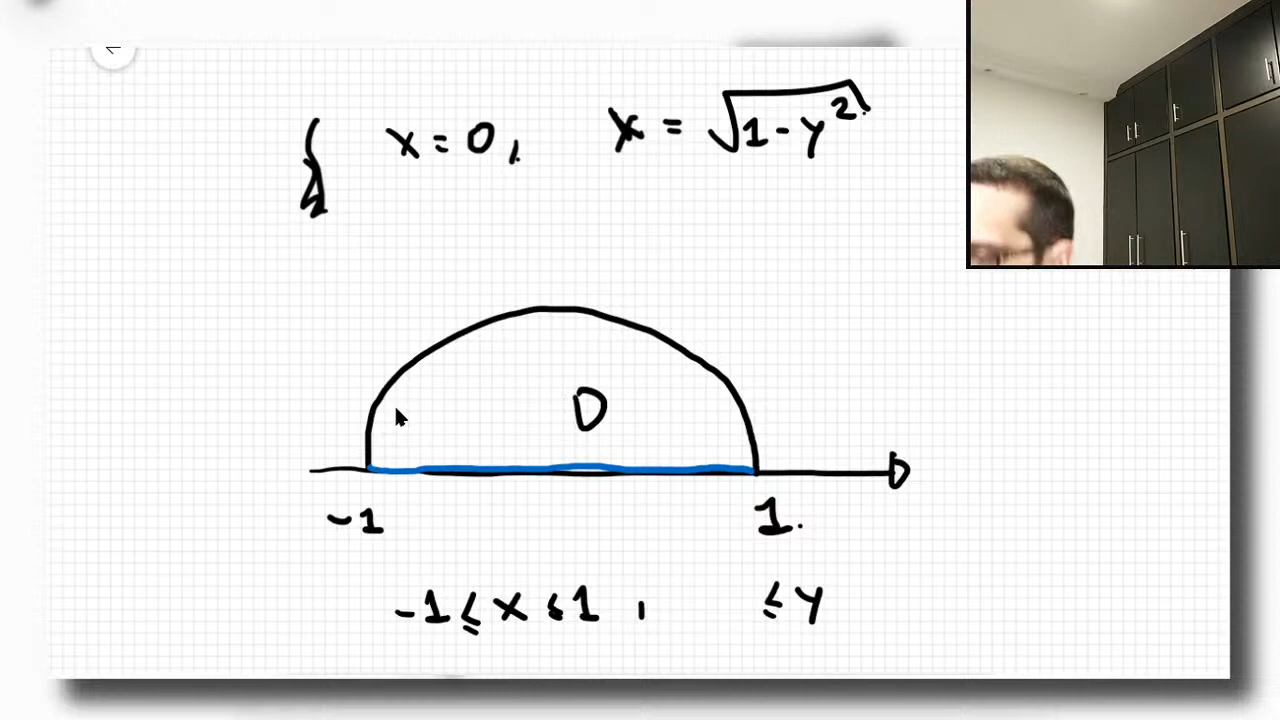 { x = 0, x = √1 - y²
D
-1 1.
-1 ≤ x ≤ 1 , ≤ y